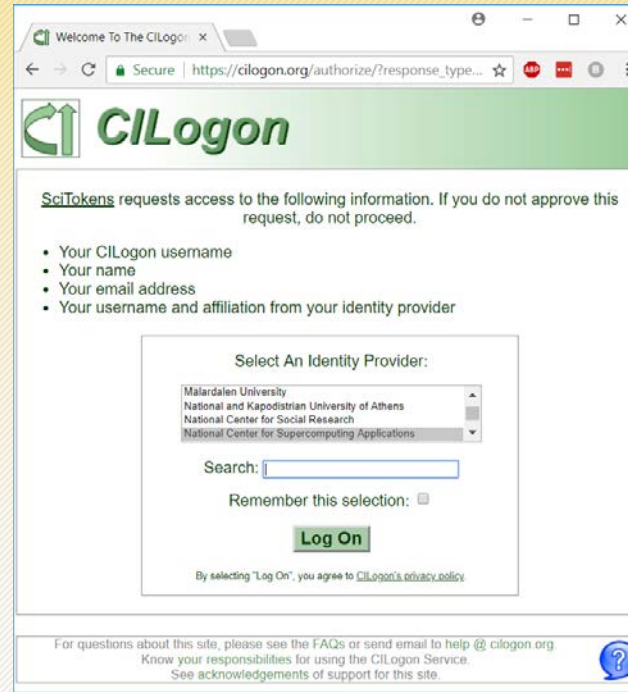 Welcome To The CILogon
Secure | https://cilogon.org/authorize/?response_type...
ABP
CILogon
SciTokens requests access to the following information. If you do not approve this
request, do not proceed.
• Your CILogon username
• Your name
• Your email address
• Your username and affiliation from your identity provider
Select An Identity Provider:
Malardalen University
National and Kapodistrian University of Athens
National Center for Social Research
National Center for Supercomputing Applications
Search:
Remember this selection:
Log On
By selecting "Log On", you agree to CILogon's privacy policy.
For questions about this site, please see the FAQs or send email to help @ cilogon.org.
Know your responsibilities for using the CILogon Service.
See acknowledgements of support for this site.
?